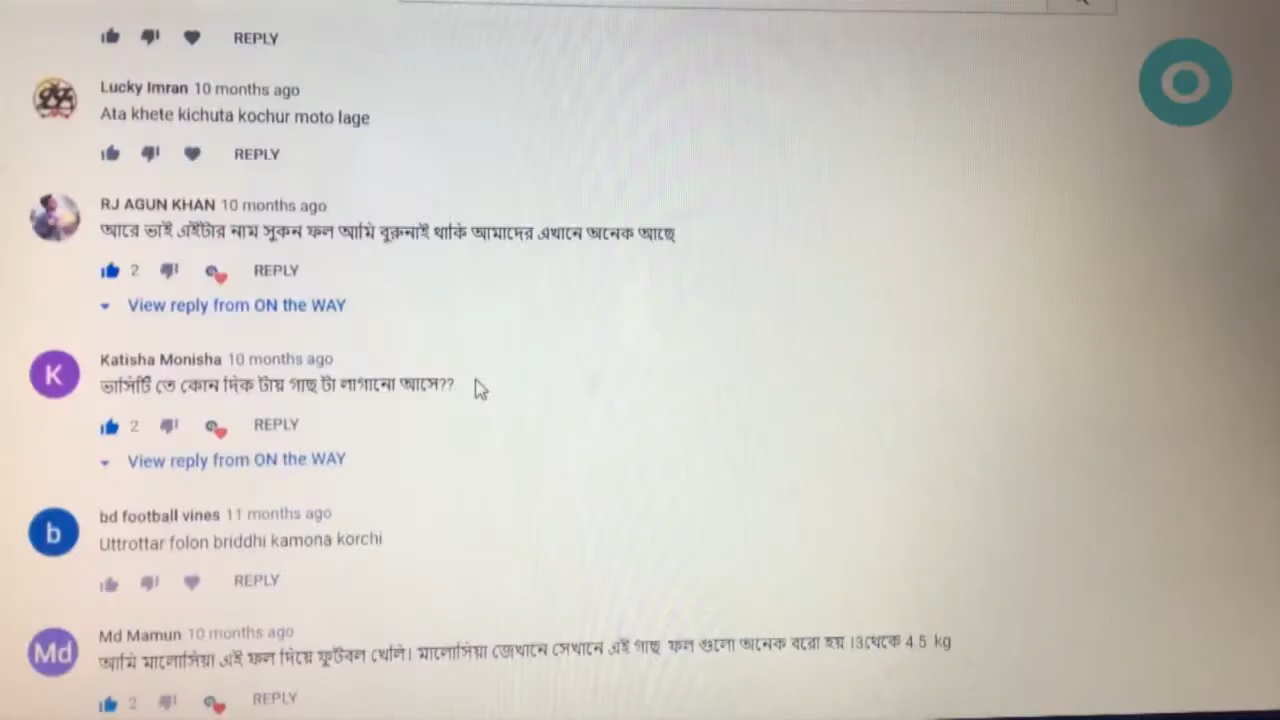 REPLY
Lucky Imran 10 months ago
Ata khete kichuta kochur moto lage
REPLY
RJ AGUN KHAN 10 months ago
আরে ভাই এইটার নাম সুকন ফল আমি বুরুনাই থাকি আমাদের এখানে অনেক আছে
2 REPLY
View reply from ON the WAY
K
Katisha Monisha 10 months ago
ভাসিটি তে কোন দিক টায় গাছ টা লাগানো আসে??
2 REPLY
View reply from ON the WAY
b
bd football vines 11 months ago
Uttrottar folon briddhi kamona korchi
REPLY
Md
Md Mamun 10 months ago
আমি মালোসিয়া এই ফল দিয়ে ফুটবল খেলি। মালোসিয়া জেখানে সেখানে এই গাছ ফল গুলো অনেক বরো হয় ।3থেকে 4.5 kg
2 REPLY